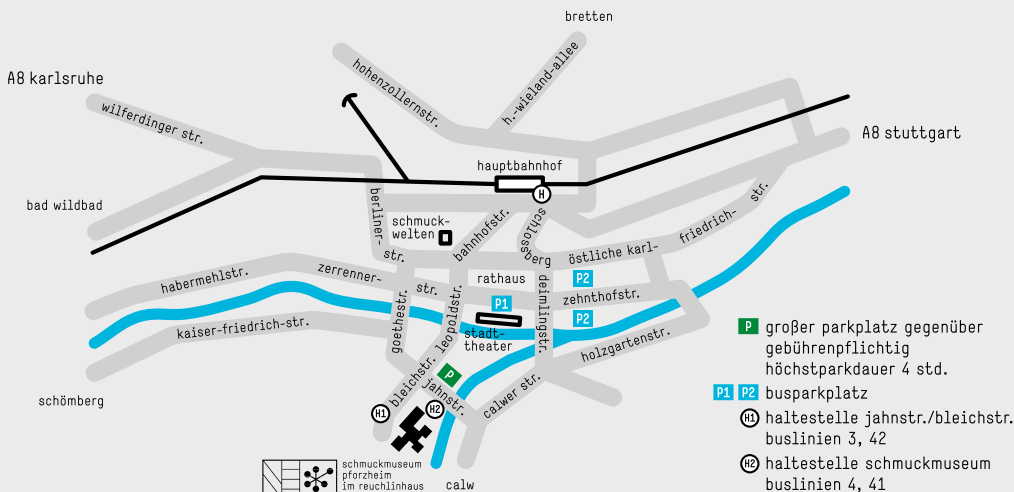 bretten
A8 karlsruhe
hohenzollernstr.
h.-wieland-allee
wilferdinger str.
A8 stuttgart
hauptbahnhof
H
bad wildbad
berliner-
str.
schmuck-
welten
bahnhofstr.
schloss
berg
östliche karl-
friedrich-
str.
habermehlstr.
zerrenner-
str.
rathaus
P2
P1
zehnthofstr.
P2
kaiser-friedrich-str.
goethestr.
leopoldstr.
stadt-
theater
deimlingstr.
holzgartenstr.
bleichstr.
P
jahnstr.
calwer str.
schömberg
H1
H2
schmuckmuseum
pforzheim
im reuchlinhaus
calw
P großer parkplatz gegenüber
gebührenpflichtig
höchstparkdauer 4 std.
P1 P2 busparkplatz
H1 haltestelle jahnstr./bleichstr.
buslinien 3, 42
H2 haltestelle schmuckmuseum
buslinien 4, 41